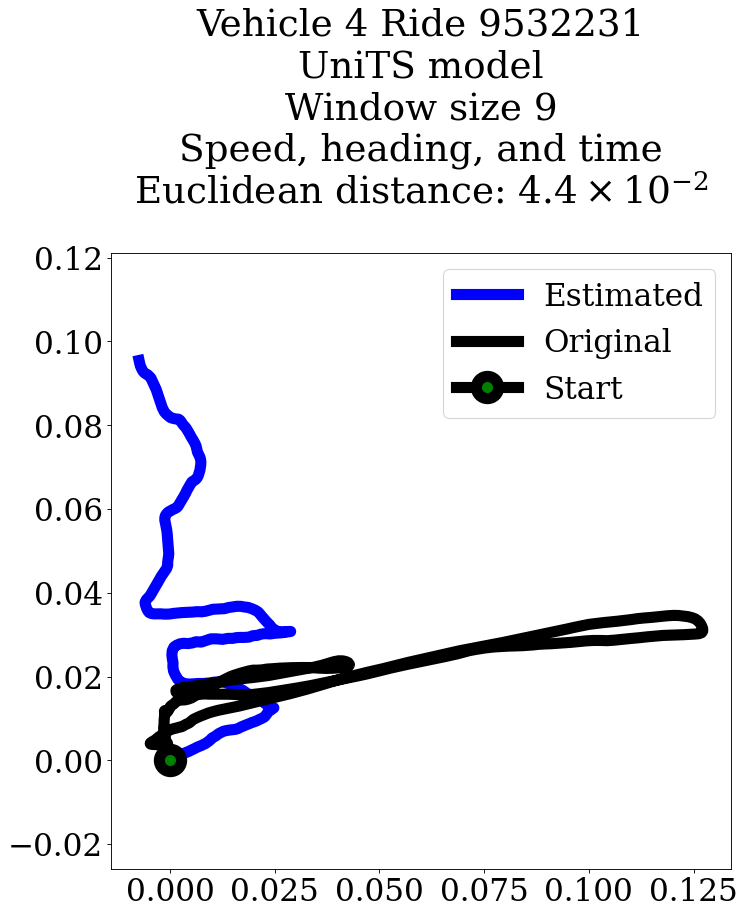 Vehicle 4 Ride 9532231
UniTS model
Window size 9
Speed, heading, and time
Euclidean distance: 4.4 × 10⁻²
Estimated
Original
Start
0.12
0.10
0.08
0.06
0.04
0.02
0.00
−0.02
0.000 0.025 0.050 0.075 0.100 0.125